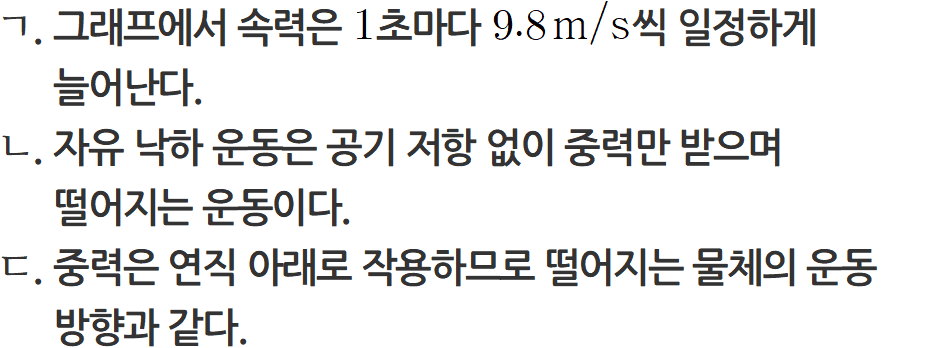 ㄱ. 그래프에서 속력은 1초마다 9.8m/s씩 일정하게
늘어난다.
ㄴ. 자유 낙하 운동은 공기 저항 없이 중력만 받으며
떨어지는 운동이다.
ㄷ. 중력은 연직 아래로 작용하므로 떨어지는 물체의 운동
방향과 같다.